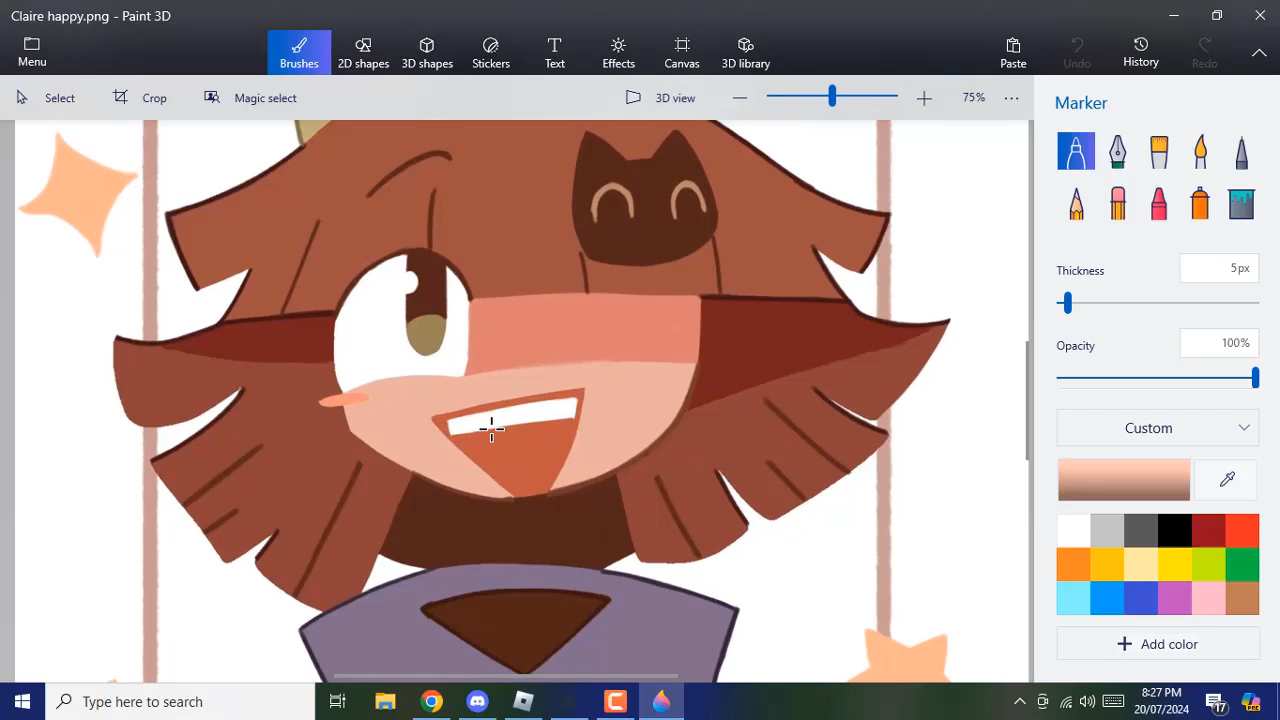 Claire happy.png - Paint 3D
Menu
Brushes
2D shapes
3D shapes
Stickers
Text
Effects
Canvas
3D library
Paste
Undo
History
Redo
Select
Crop
Magic select
3D view
75%
Marker
Thickness
5px
Opacity
100%
Custom
Add color
Type here to search
8:27 PM
20/07/2024
17
PRE